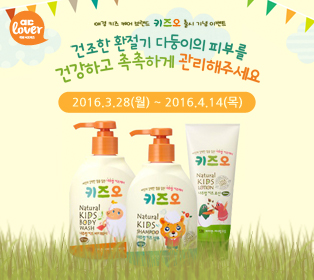 ac
lover
애경 키즈 케어 브랜드 키즈오 출시 기념 이벤트
건조한 환절기 다둥이의 피부를
건강하고 촉촉하게 관리해주세요
2016.3.28(월) ~ 2016.4.14(목)
키즈오
Natural
KIDS
BODY
WASH
키즈오
Natural
KIDS
SHAMPOO
키즈오
Natural
KIDS
LOTION